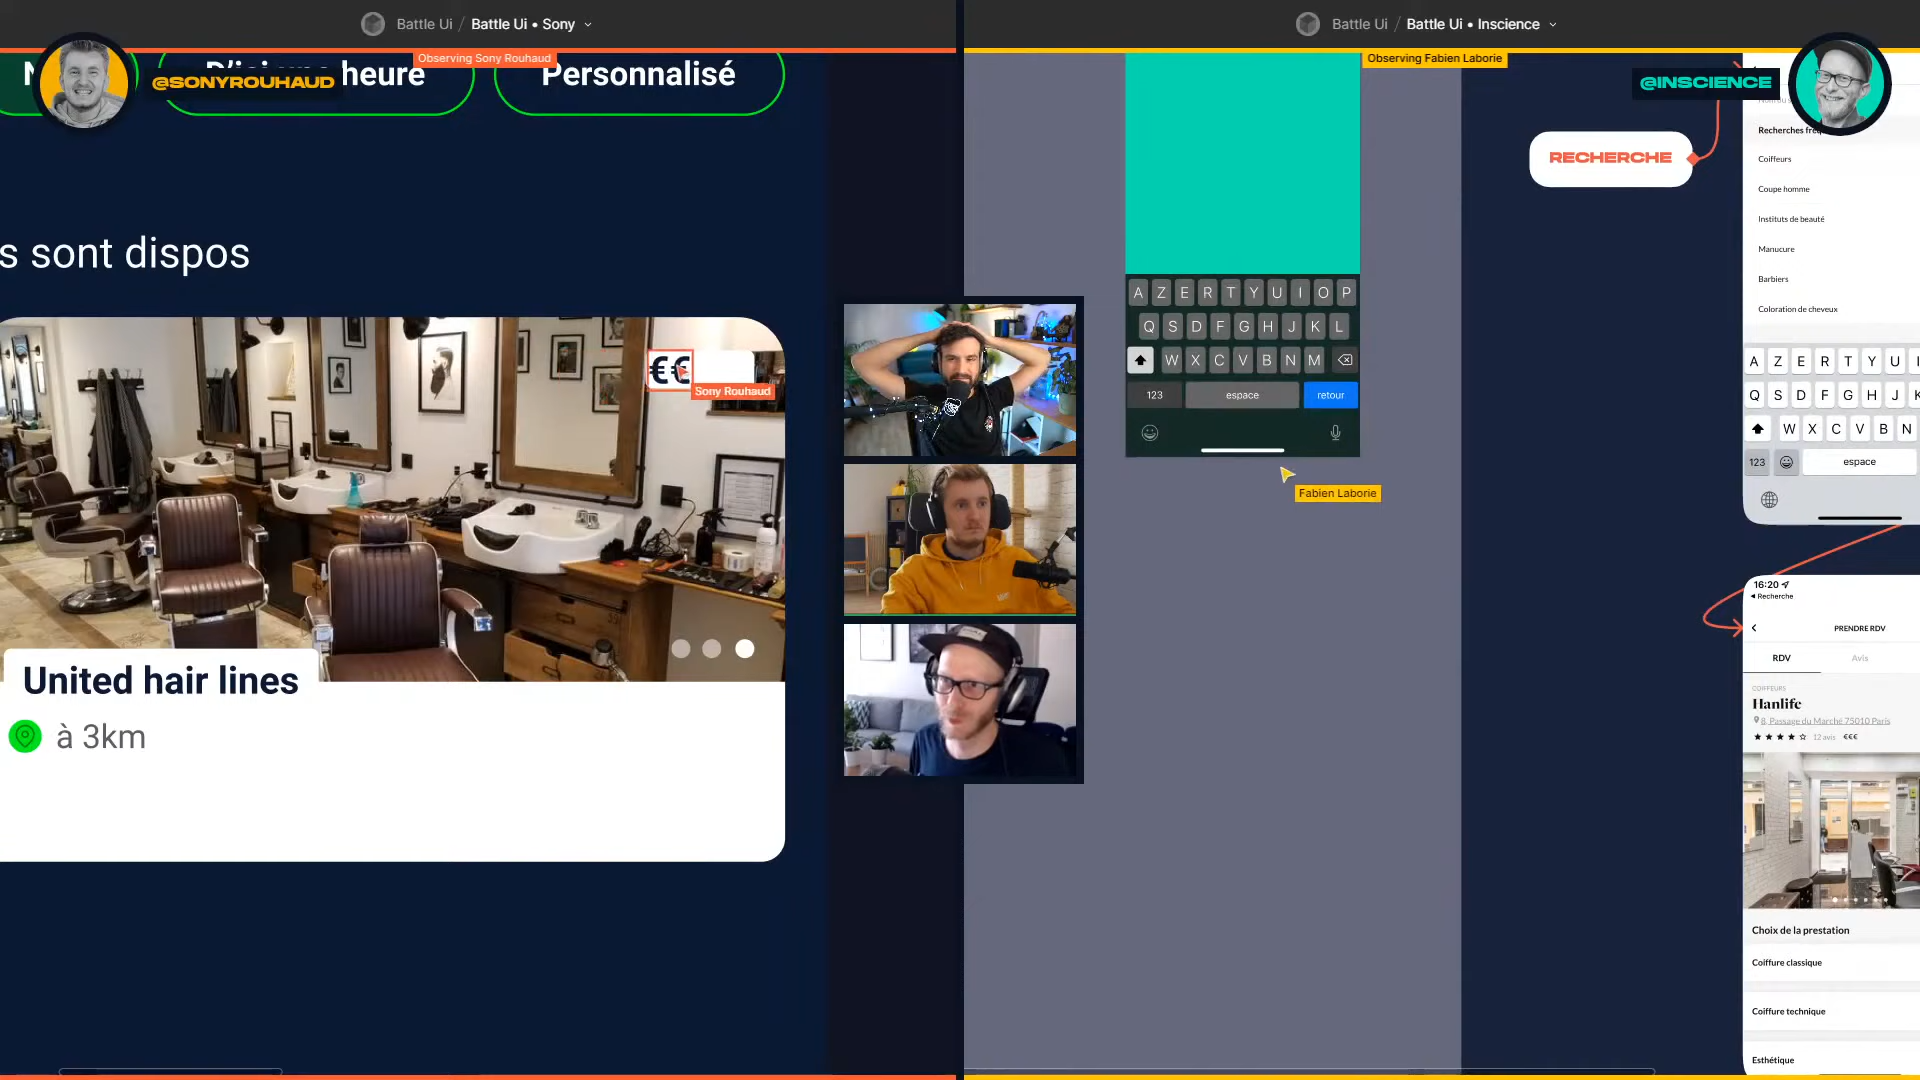 Battle Ui / Battle Ui • Sony
Observing Sony Rouhaud
heure
Personnalisé
@SONYROUHAUD
s sont dispos
€€
Sony Rouhaud
United hair lines
à 3km
Battle Ui / Battle Ui • Inscience
Observing Fabien Laborie
@INSCIENCE
RECHERCHE
A Z E R T Y U I O P
Q S D F G H J K L
W X C V B N M
123 espace retour
Fabien Laborie
Recherches
Coiffeurs
Coupe homme
Instituts de beauté
Manucure
Barbiers
Coloration de cheveux
A Z E R T Y U I
Q S D F G H J K
W X C V B N
123 espace
16:20
Recherche
PRENDRE RDV
RDV Avis
COIFFEURS
Hanlife
8, Passage du Marché 75010 Paris
12 avis €€€
Choix de la prestation
Coiffure classique
Coiffure technique
Esthétique